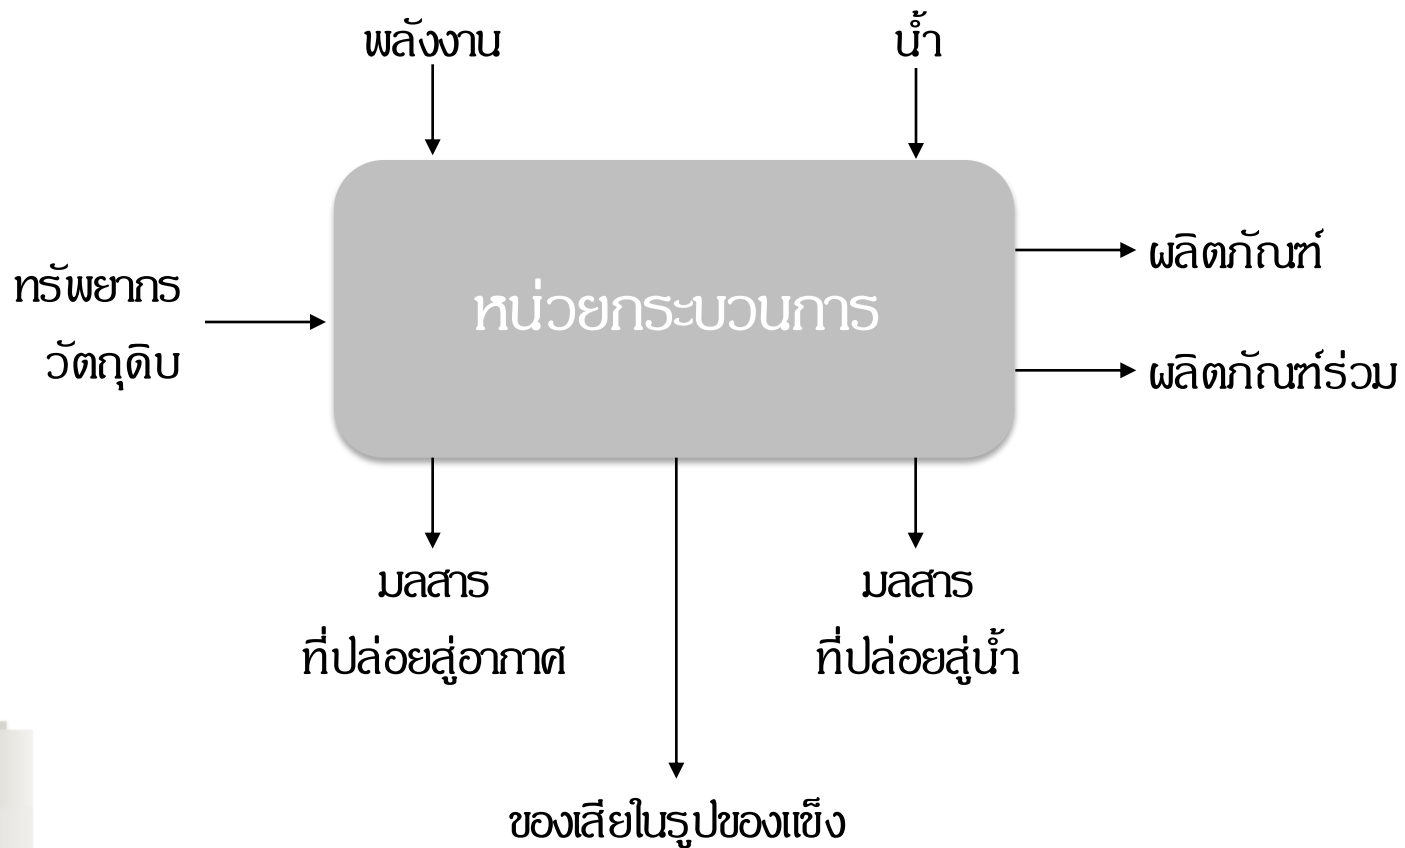 พลังงาน
น้ำ
ทรัพยากร
วัตถุดิบ
หน่วยกระบวนการ
ผลิตภัณฑ์
ผลิตภัณฑ์ร่วม
มลสาร
ที่ปล่อยสู่อากาศ
มลสาร
ที่ปล่อยสู่น้ำ
ของเสียในรูปของแข็ง